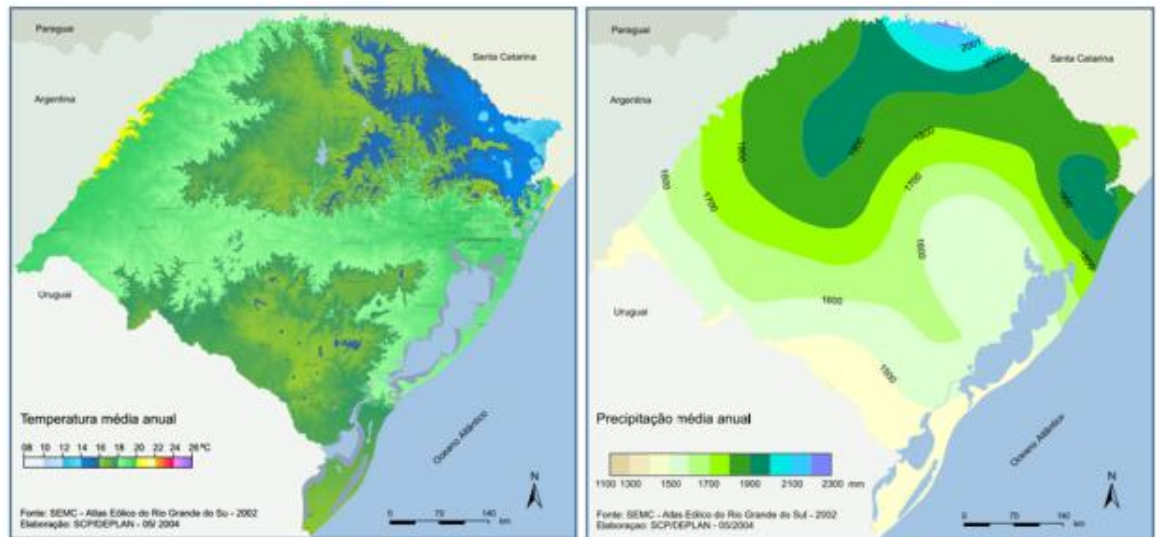 Paraguai
Santa Catarina
Argentina
Uruguai
Temperatura média anual
08 10 12 14 16 18 20 22 24 26 ºC
Oceano Atlântico
N
Fonte: SEMC - Atlas Eólico do Rio Grande do Su - 2002
Elaboração: SCP/DEPLAN - 05/ 2004
0 70 140
km
Paraguai
2001
Santa Catarina
Argentina
1900
1800
1800
1700
1600
1700
1900
1600
1600
Uruguai
1500
Precipitação média anual
1100 1300 1500 1700 1900 2100 2300 mm
Oceano Atlântico
N
Fonte: SEMC - Atlas Eólico do Rio Grande do Sul - 2002
Elaboraçao: SCP/DEPLAN - 05/2004
0 70 140
km